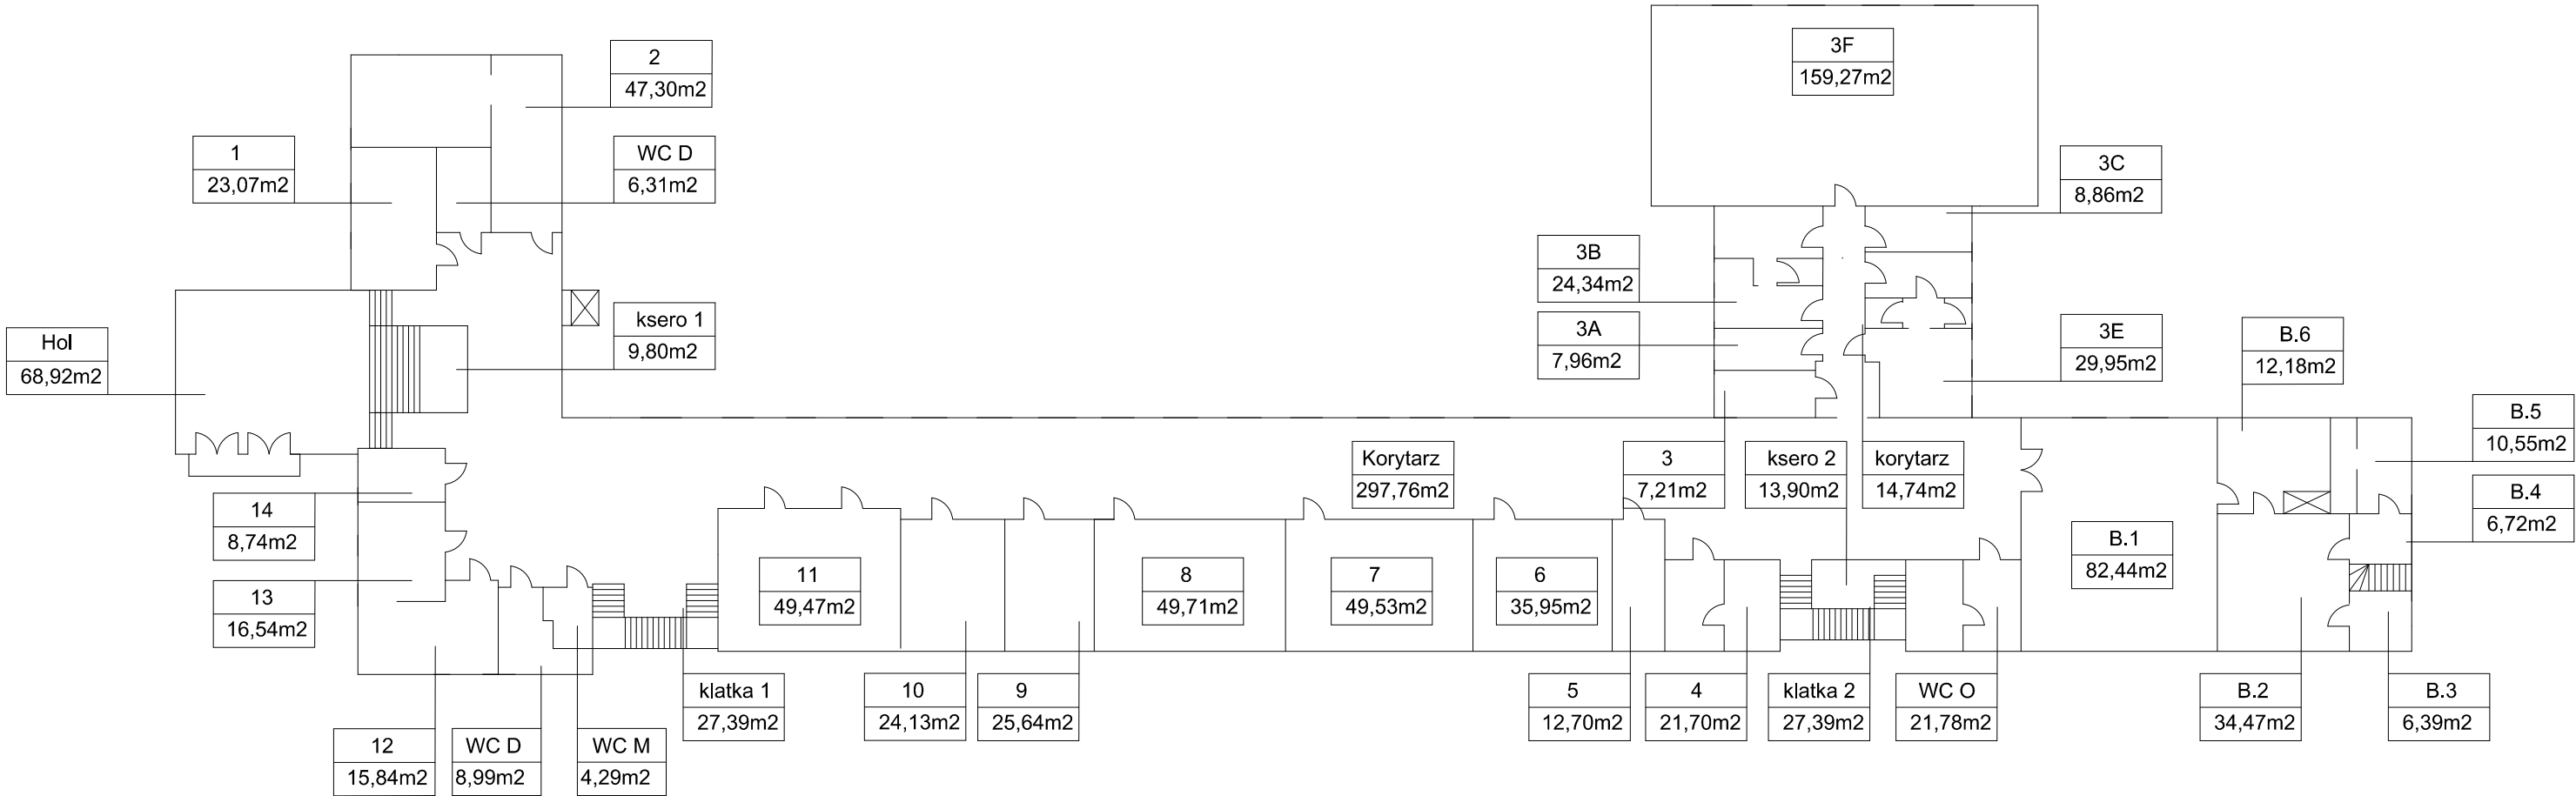 2
47,30m2
3F
159,27m2
1
23,07m2
WC D
6,31m2
3C
8,86m2
3B
24,34m2
ksero 1
9,80m2
3A
7,96m2
3E
29,95m2
B.6
12,18m2
Hol
68,92m2
B.5
10,55m2
Korytarz
297,76m2
3
7,21m2
ksero 2
13,90m2
korytarz
14,74m2
B.4
6,72m2
14
8,74m2
B.1
82,44m2
11
49,47m2
8
49,71m2
7
49,53m2
6
35,95m2
13
16,54m2
klatka 1
27,39m2
10
24,13m2
9
25,64m2
5
12,70m2
4
21,70m2
klatka 2
27,39m2
WC O
21,78m2
B.2
34,47m2
B.3
6,39m2
12
15,84m2
WC D
8,99m2
WC M
4,29m2